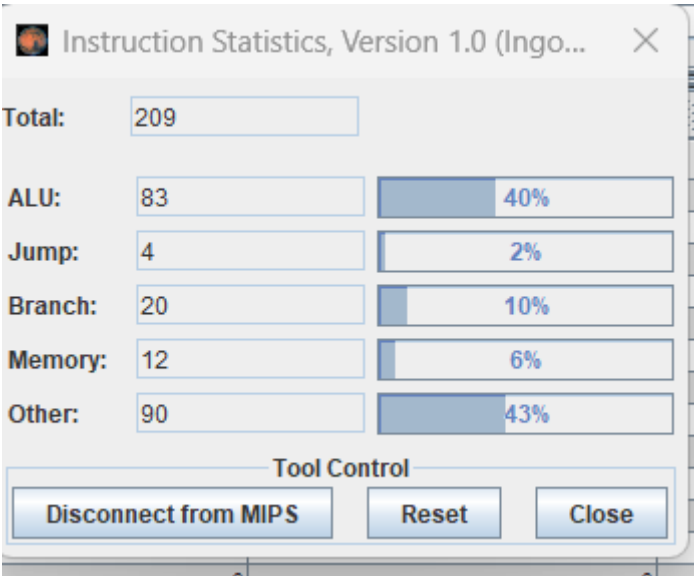 Instruction Statistics, Version 1.0 (Ingo...
Total: 209
ALU: 83 40%
Jump: 4 2%
Branch: 20 10%
Memory: 12 6%
Other: 90 43%
Tool Control
Disconnect from MIPS Reset Close